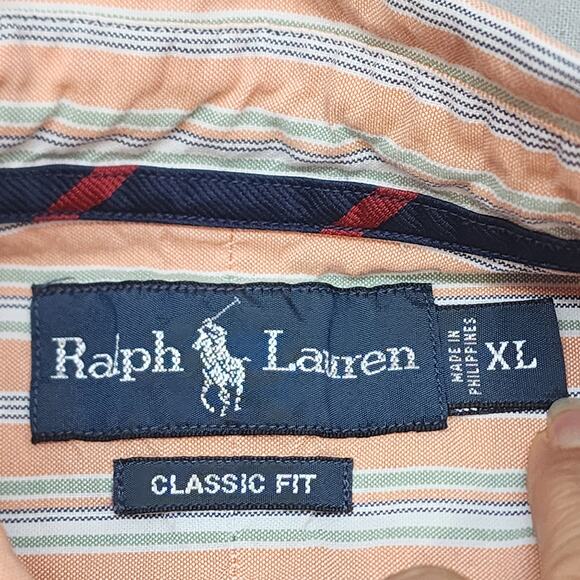 Ralph Lauren
MADE IN
PHILIPPINES
XL
CLASSIC FIT